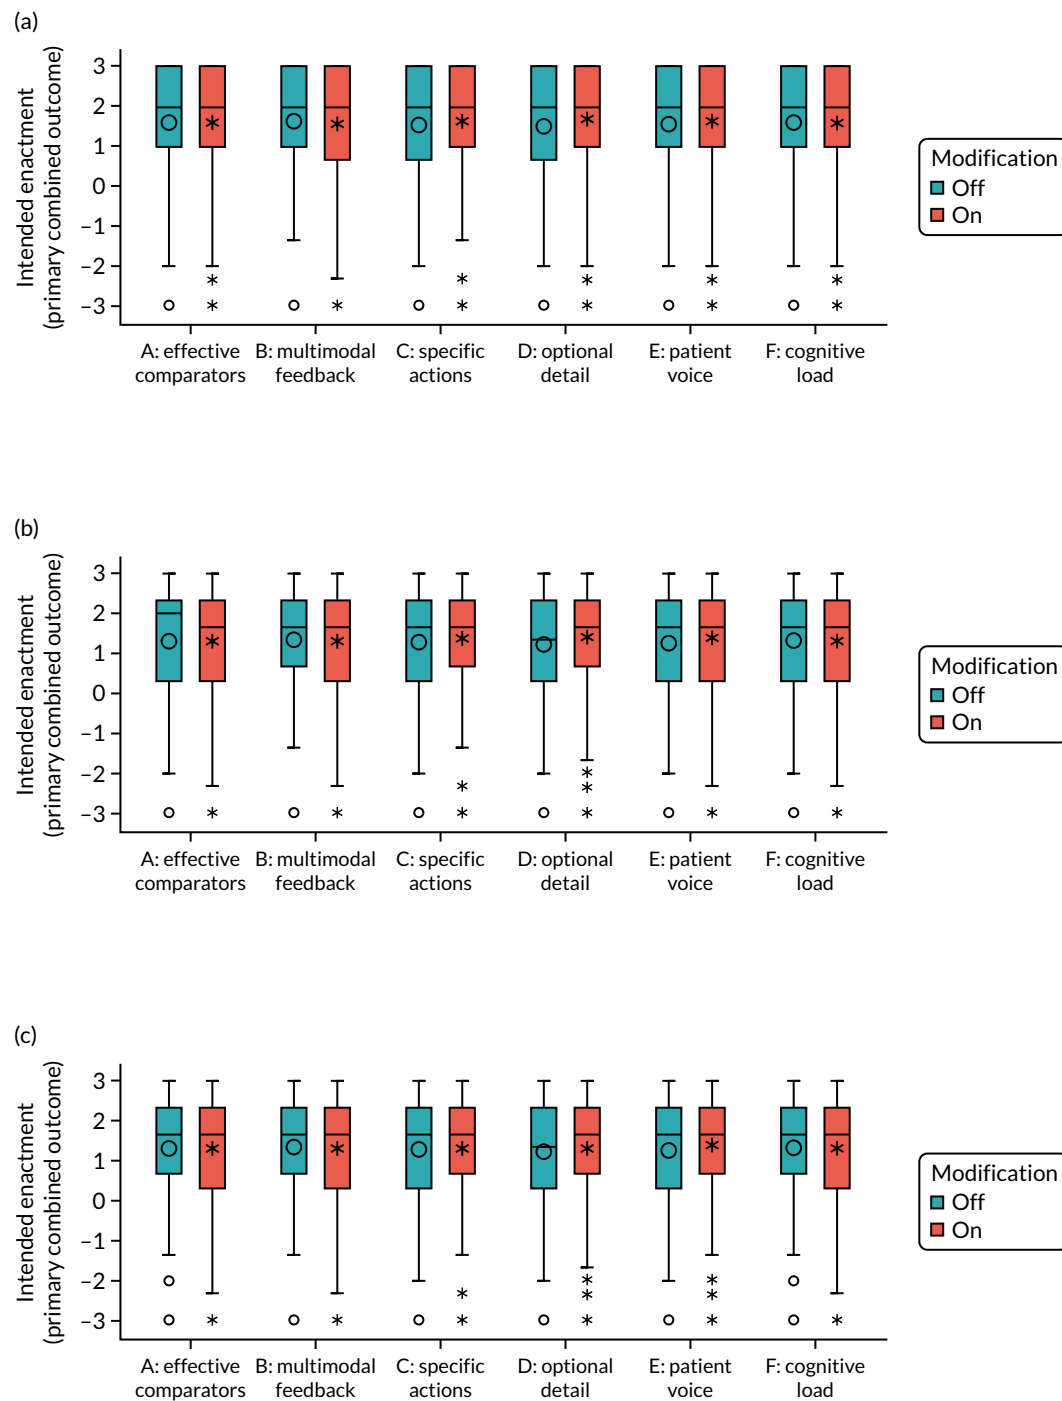 (a)
Intended enactment
(primary combined outcome)
3
2
1
0
−1
−2
−3
A: effective
comparators
B: multimodal
feedback
C: specific
actions
D: optional
detail
E: patient
voice
F: cognitive
load
Modification
Off
On
(b)
Intended enactment
(primary combined outcome)
3
2
1
0
−1
−2
−3
A: effective
comparators
B: multimodal
feedback
C: specific
actions
D: optional
detail
E: patient
voice
F: cognitive
load
Modification
Off
On
(c)
Intended enactment
(primary combined outcome)
3
2
1
0
−1
−2
−3
A: effective
comparators
B: multimodal
feedback
C: specific
actions
D: optional
detail
E: patient
voice
F: cognitive
load
Modification
Off
On